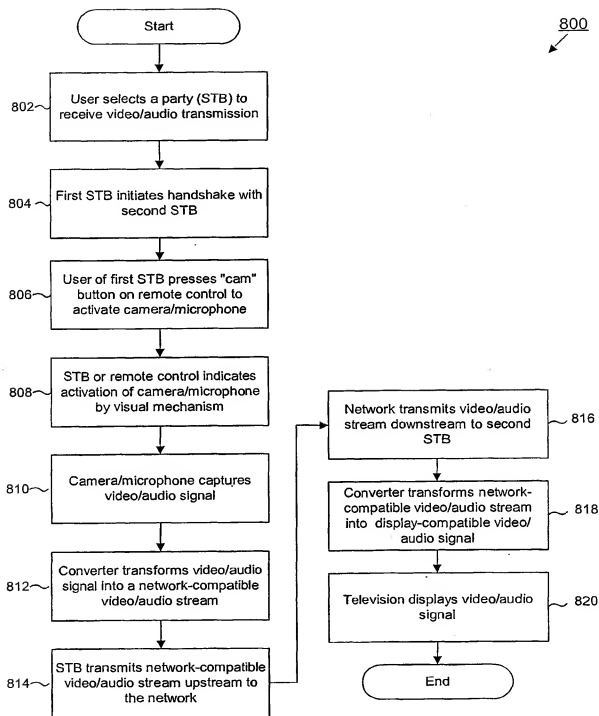 800
Start
802
User selects a party (STB) to
receive video/audio transmission
804
First STB initiates handshake with
second STB
806
User of first STB presses "cam"
button on remote control to
activate camera/microphone
808
STB or remote control indicates
activation of camera/microphone
by visual mechanism
810
Camera/microphone captures
video/audio signal
812
Converter transforms video/audio
signal into a network-compatible
video/audio stream
814
STB transmits network-compatible
video/audio stream upstream to
the network
Network transmits video/audio
stream downstream to second
STB
816
Converter transforms network-
compatible video/audio stream
into display-compatible video/
audio signal
818
Television displays video/audio
signal
820
End